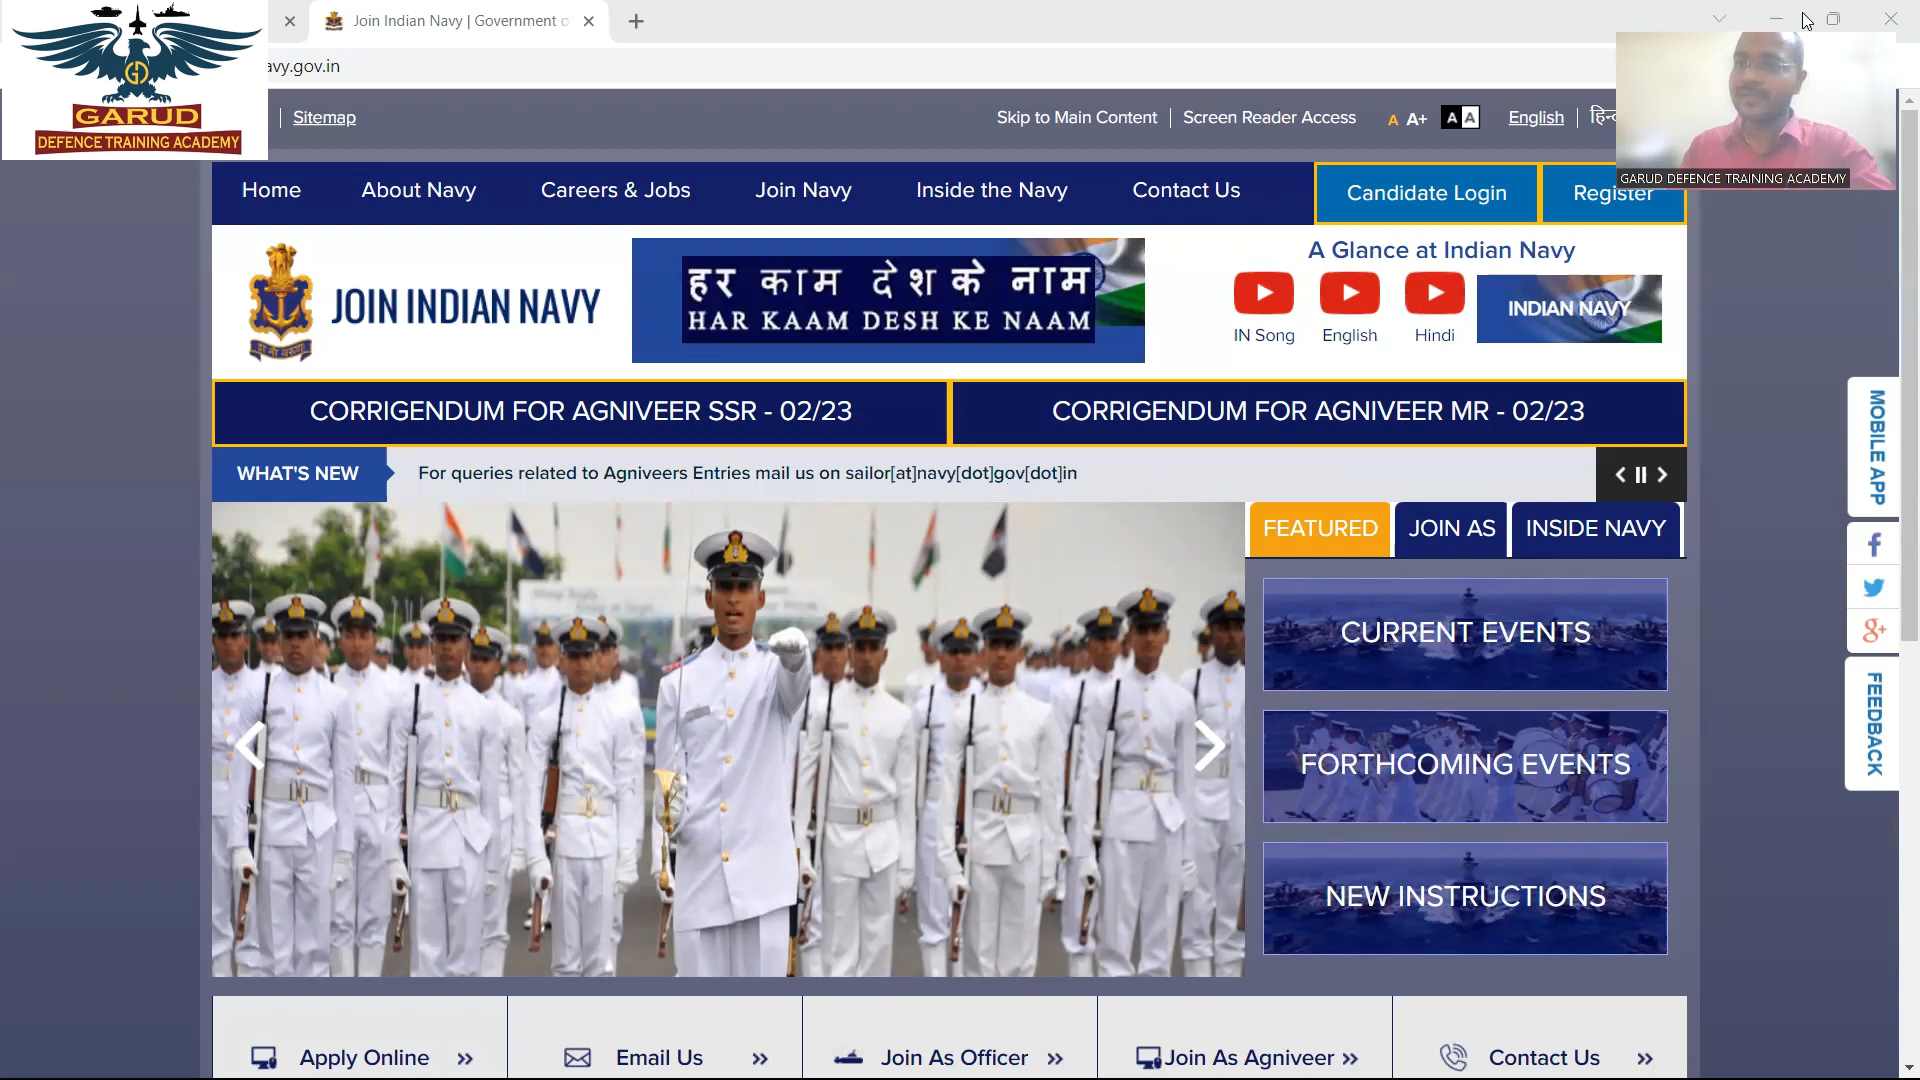 Join Indian Navy | Government o
avy.gov.in
GARUD
DEFENCE TRAINING ACADEMY
Sitemap
Skip to Main Content
Screen Reader Access
A A+ A A
English
GARUD DEFENCE TRAINING ACADEMY
Home
About Navy
Careers & Jobs
Join Navy
Inside the Navy
Contact Us
Candidate Login
Register
JOIN INDIAN NAVY
हर काम देश के नाम
HAR KAAM DESH KE NAAM
A Glance at Indian Navy
IN Song
English
Hindi
INDIAN NAVY
CORRIGENDUM FOR AGNIVEER SSR - 02/23
CORRIGENDUM FOR AGNIVEER MR - 02/23
WHAT'S NEW
For queries related to Agniveers Entries mail us on sailor[at]navy[dot]gov[dot]in
FEATURED
JOIN AS
INSIDE NAVY
CURRENT EVENTS
FORTHCOMING EVENTS
NEW INSTRUCTIONS
MOBILE APP
FEEDBACK
Apply Online
Email Us
Join As Officer
Join As Agniveer
Contact Us